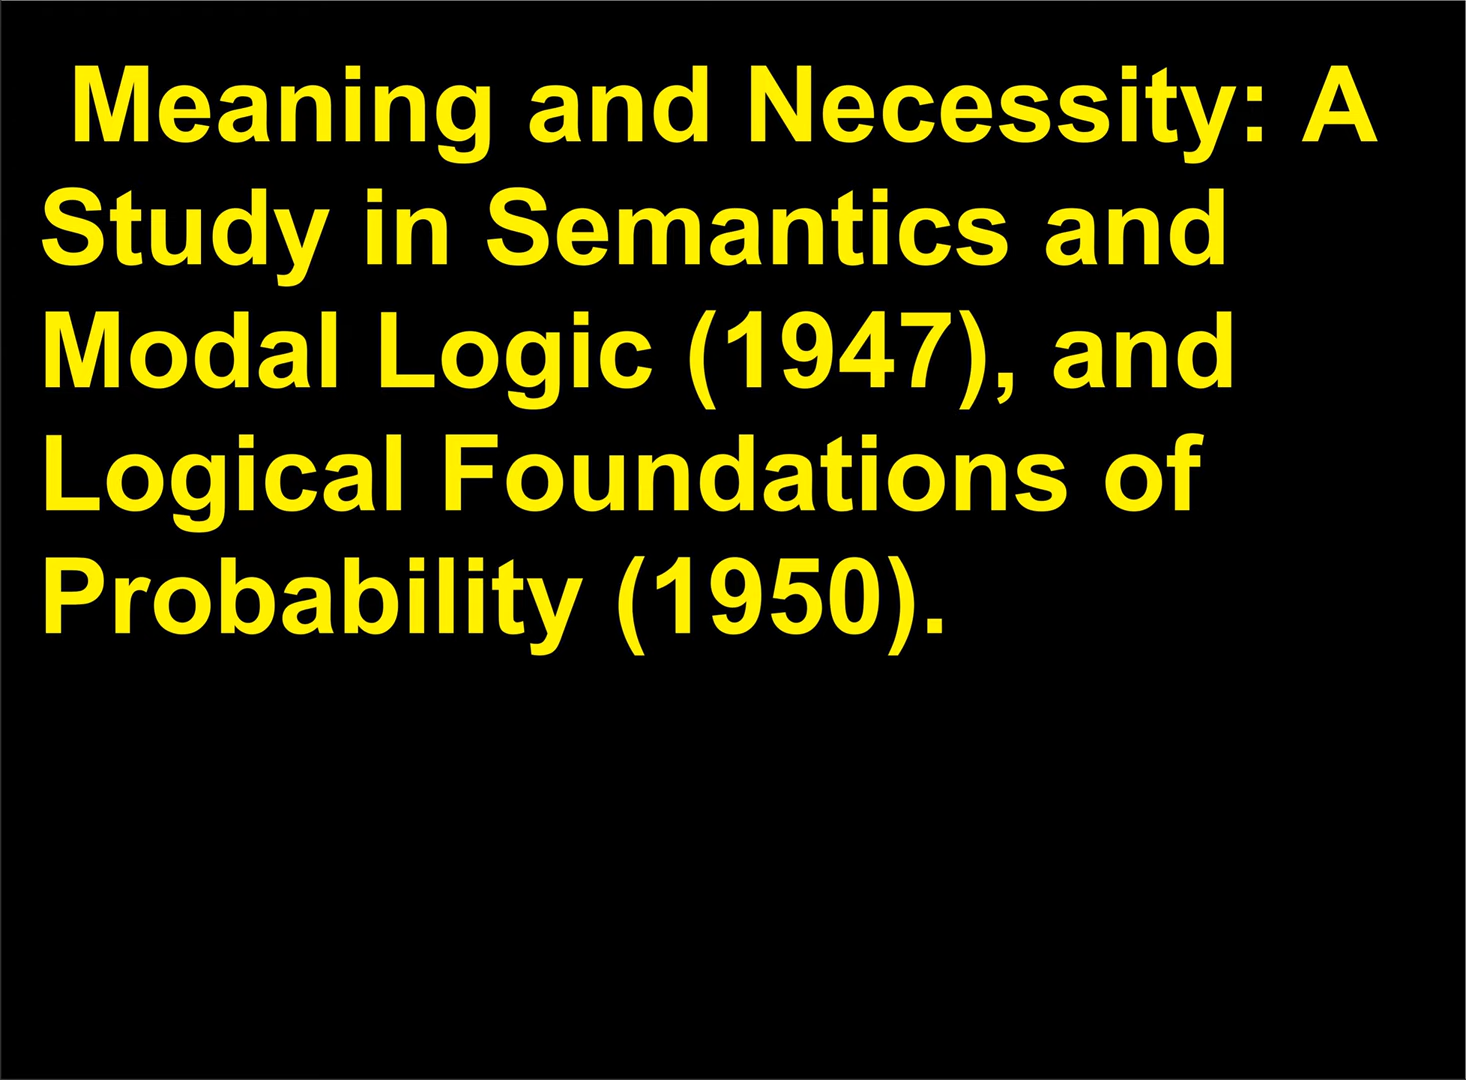 Meaning and Necessity: A
Study in Semantics and
Modal Logic (1947), and
Logical Foundations of
Probability (1950).